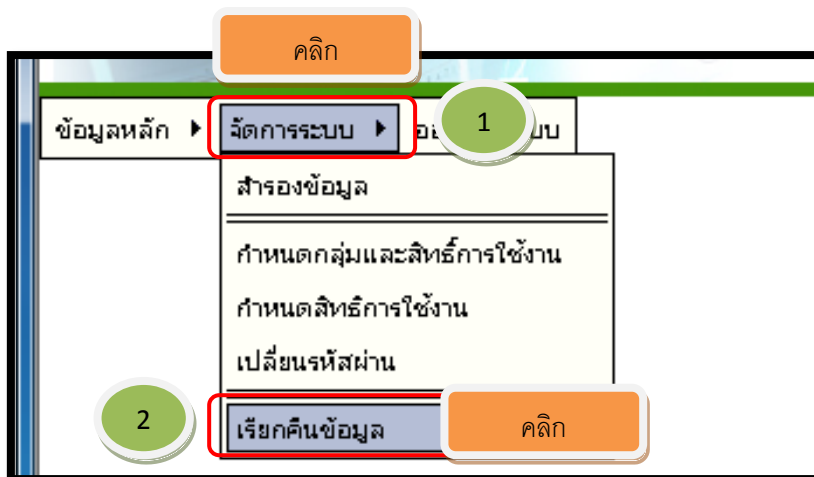 คลิก
ข้อมูลหลัก จัดการระบบ 1
สำรองข้อมูล
กำหนดกลุ่มและสิทธิ์การใช้งาน
กำหนดสิทธิการใช้งาน
เปลี่ยนรหัสผ่าน
2 เรียกคืนข้อมูล คลิก